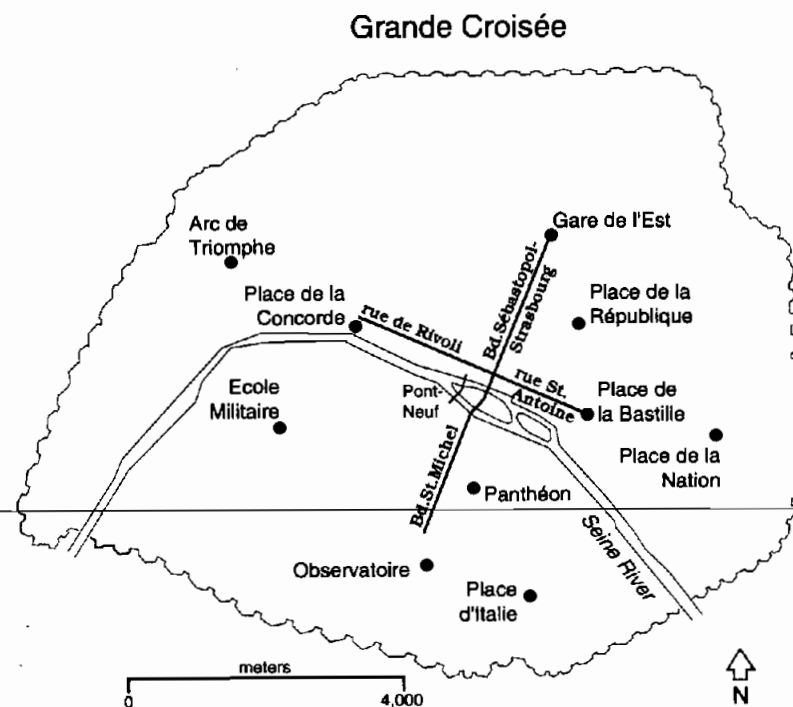 Grande Croisée
Arc de
Triomphe
Gare de l'Est
Place de la
Concorde
rue de Rivoli
Bd.Sébastopol-
Strasbourg
Place de la
République
Ecole
Militaire
Pont-
Neuf
rue St.
Antoine
Place de
la Bastille
Place de la
Nation
Bd.St.Michel
Panthéon
Seine River
Observatoire
Place
d'Italie
meters
0
4,000
N